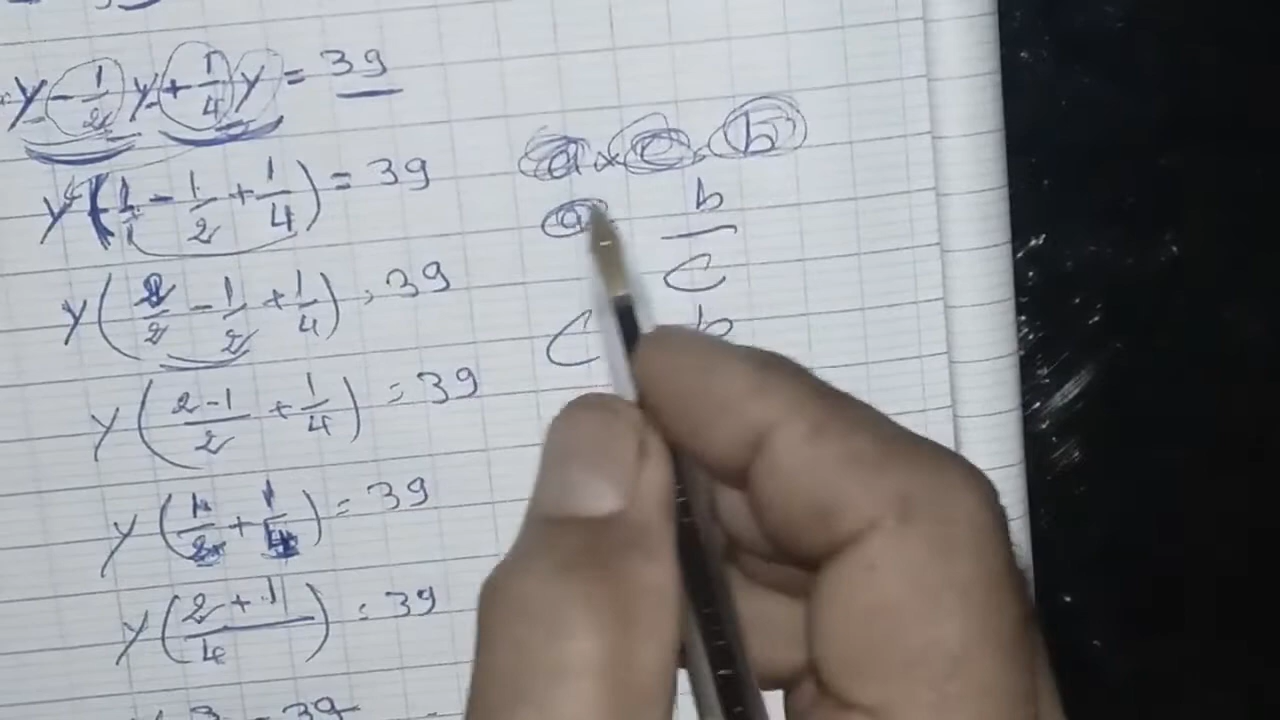 y - 1/2 y + 1/4 y = 39
y (1/1 - 1/2 + 1/4) = 39
y (2/2 - 1/2 + 1/4) = 39
y ((2-1)/2 + 1/4) = 39
y (1/2 + 1/4) = 39
y ((2+1)/4) = 39
a × c = b
a b/c
c b